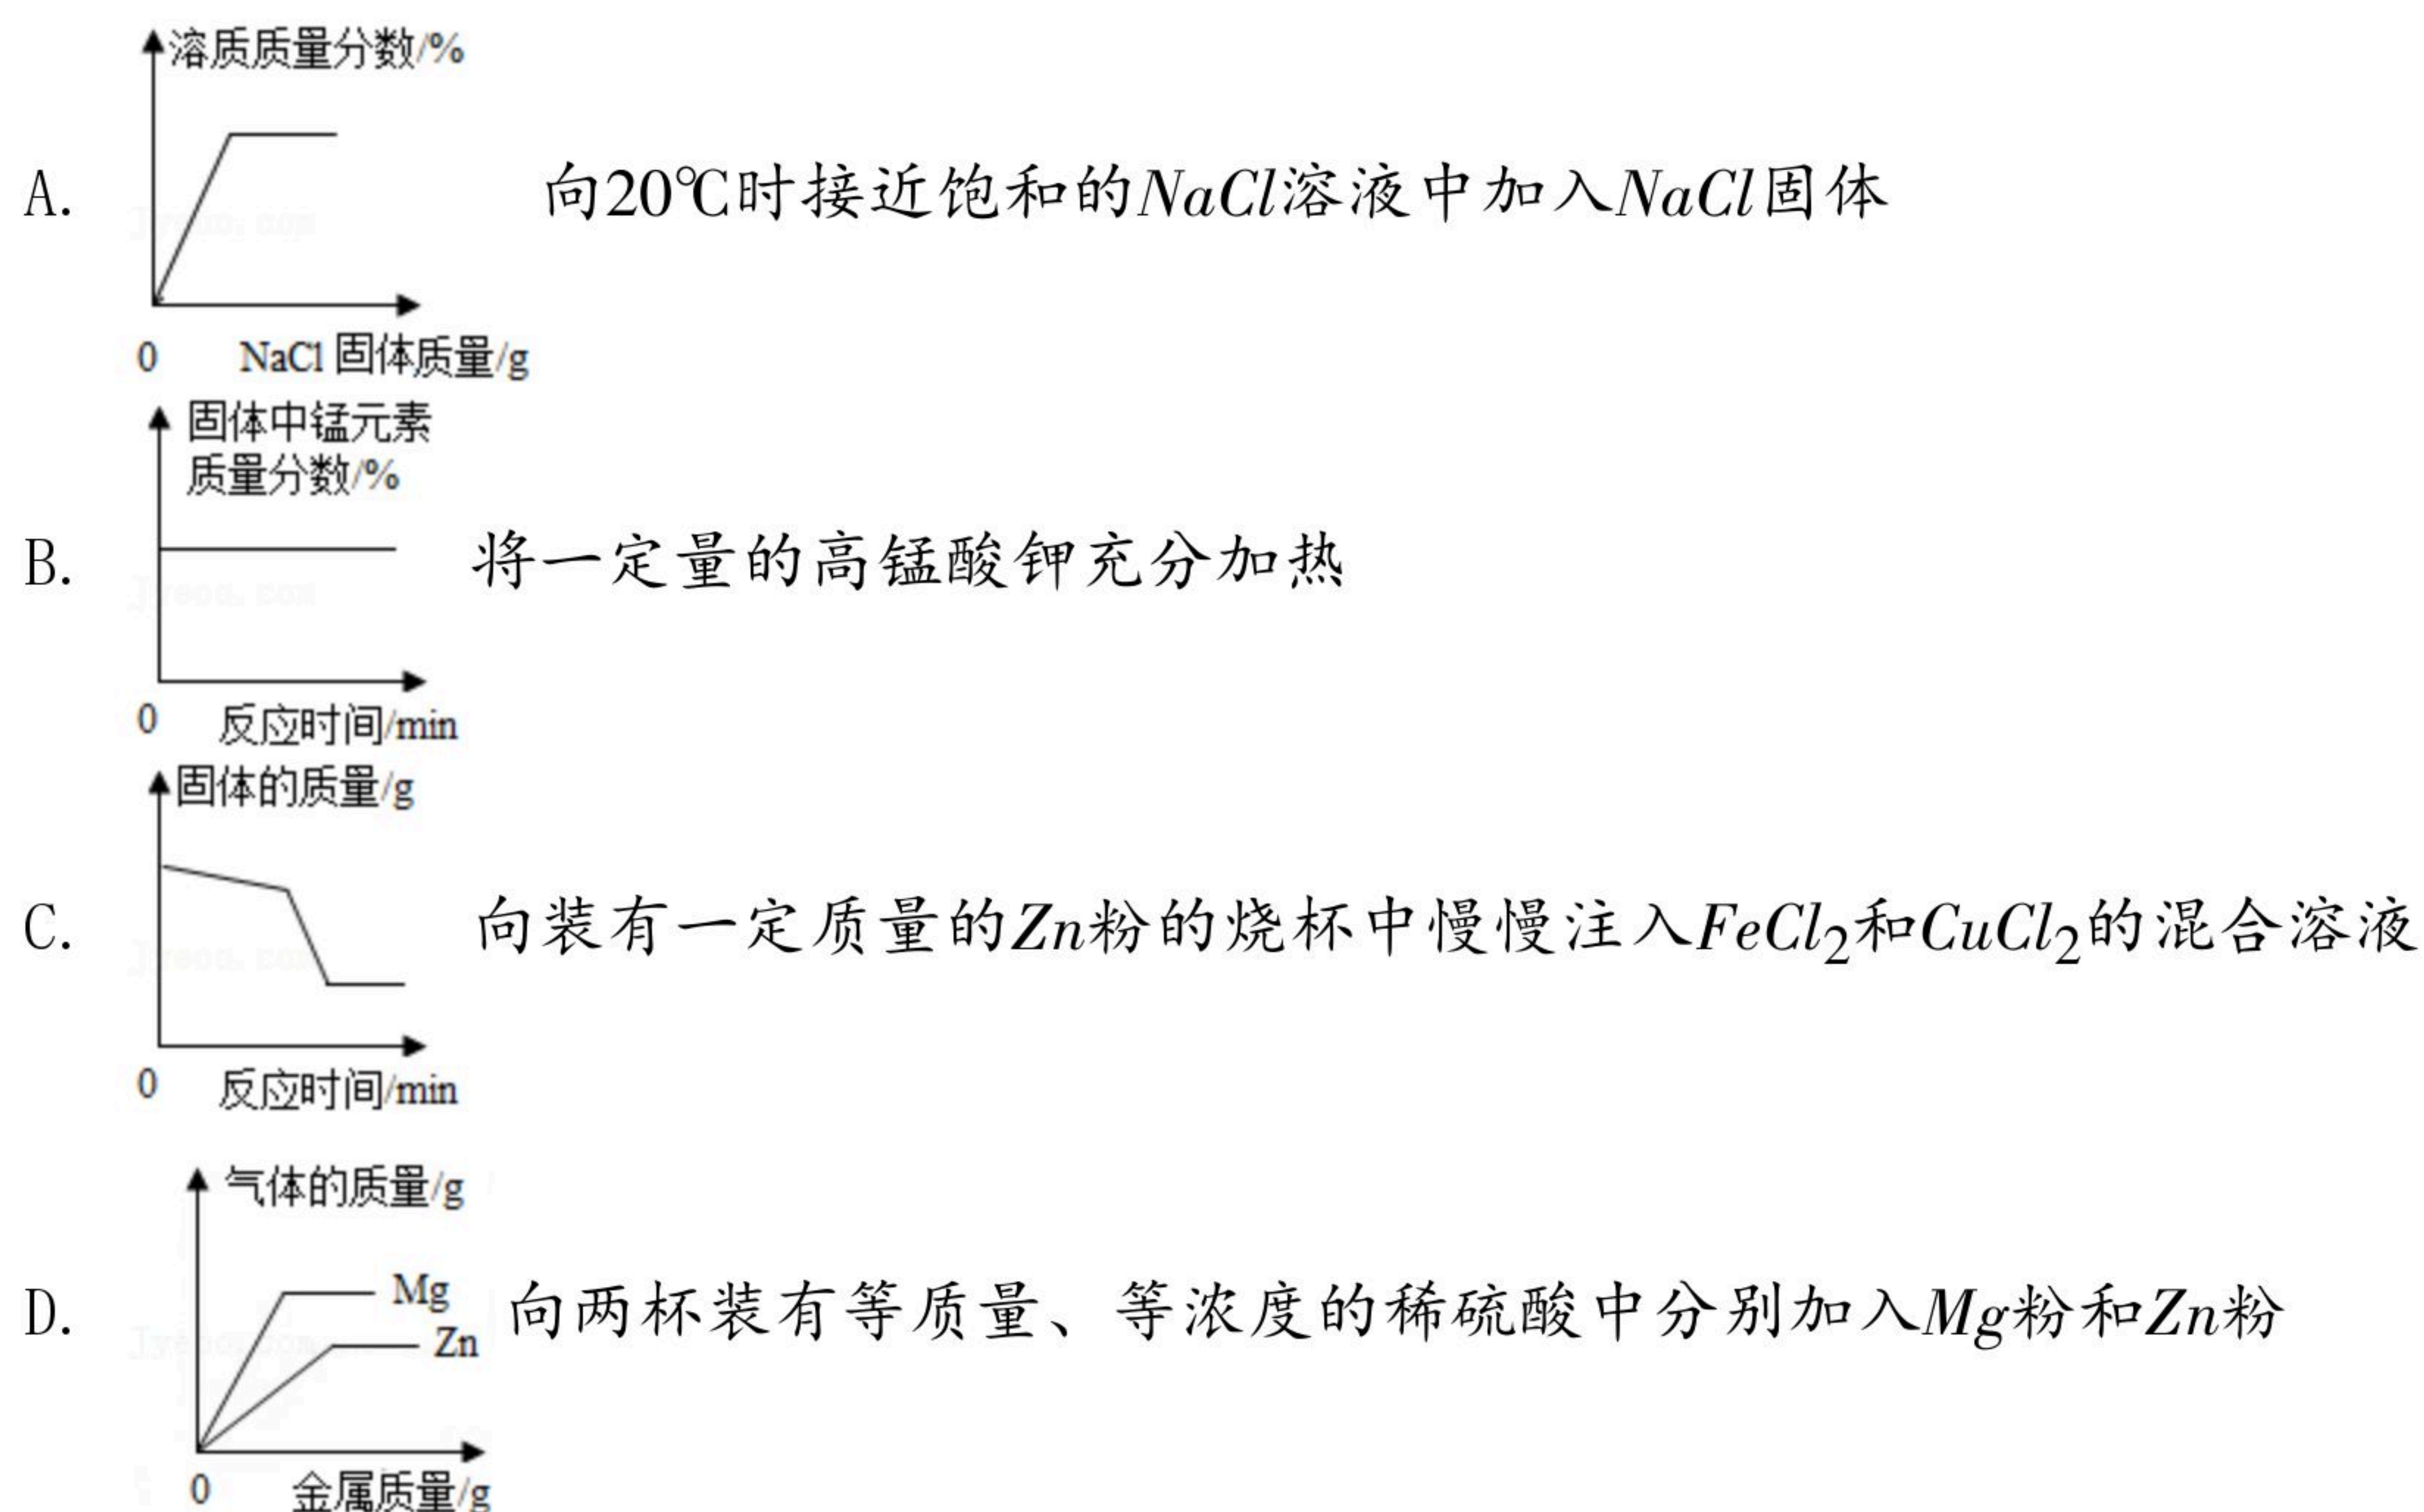 溶质质量分数/%
A. 向20℃时接近饱和的NaCl溶液中加入NaCl固体
0 NaCl 固体质量/g
固体中锰元素
质量分数/%
B. 将一定量的高锰酸钾充分加热
0 反应时间/min
固体的质量/g
C. 向装有一定质量的Zn粉的烧杯中慢慢注入FeCl₂和CuCl₂的混合溶液
0 反应时间/min
气体的质量/g
Mg
D. 向两杯装有等质量、等浓度的稀硫酸中分别加入Mg粉和Zn粉
Zn
0 金属质量/g